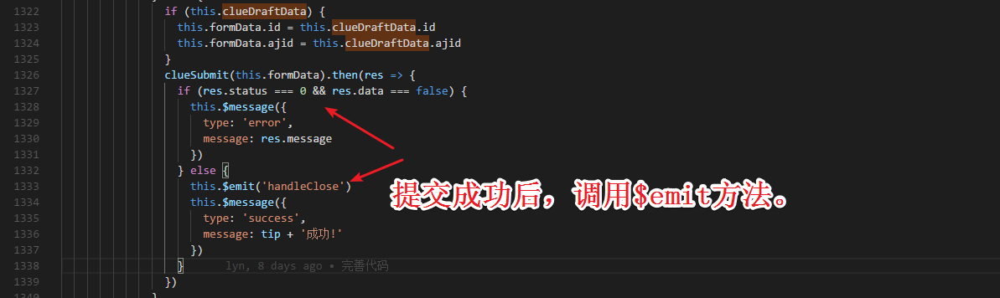 1322 if (this.clueDraftData) {
1323 this.formData.id = this.clueDraftData.id
1324 this.formData.ajid = this.clueDraftData.ajid
1325 }
1326 clueSubmit(this.formData).then(res => {
1327 if (res.status === 0 && res.data === false) {
1328 this.$message({
1329 type: 'error',
1330 message: res.message
1331 })
1332 } else {
1333 this.$emit('handleClose')
提交成功后，调用$emit方法。
1334 this.$message({
1335 type: 'success',
1336 message: tip + '成功!'
1337 })
1338 } lyn, 8 days ago • 完善代码
1339 })
1340 }